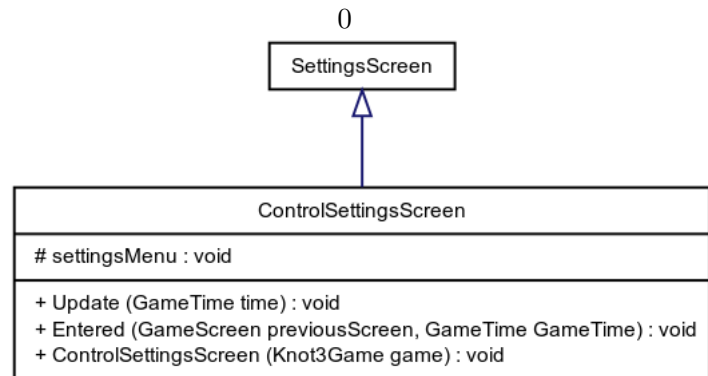 0
SettingsScreen
ControlSettingsScreen
# settingsMenu : void
+ Update (GameTime time) : void
+ Entered (GameScreen previousScreen, GameTime GameTime) : void
+ ControlSettingsScreen (Knot3Game game) : void